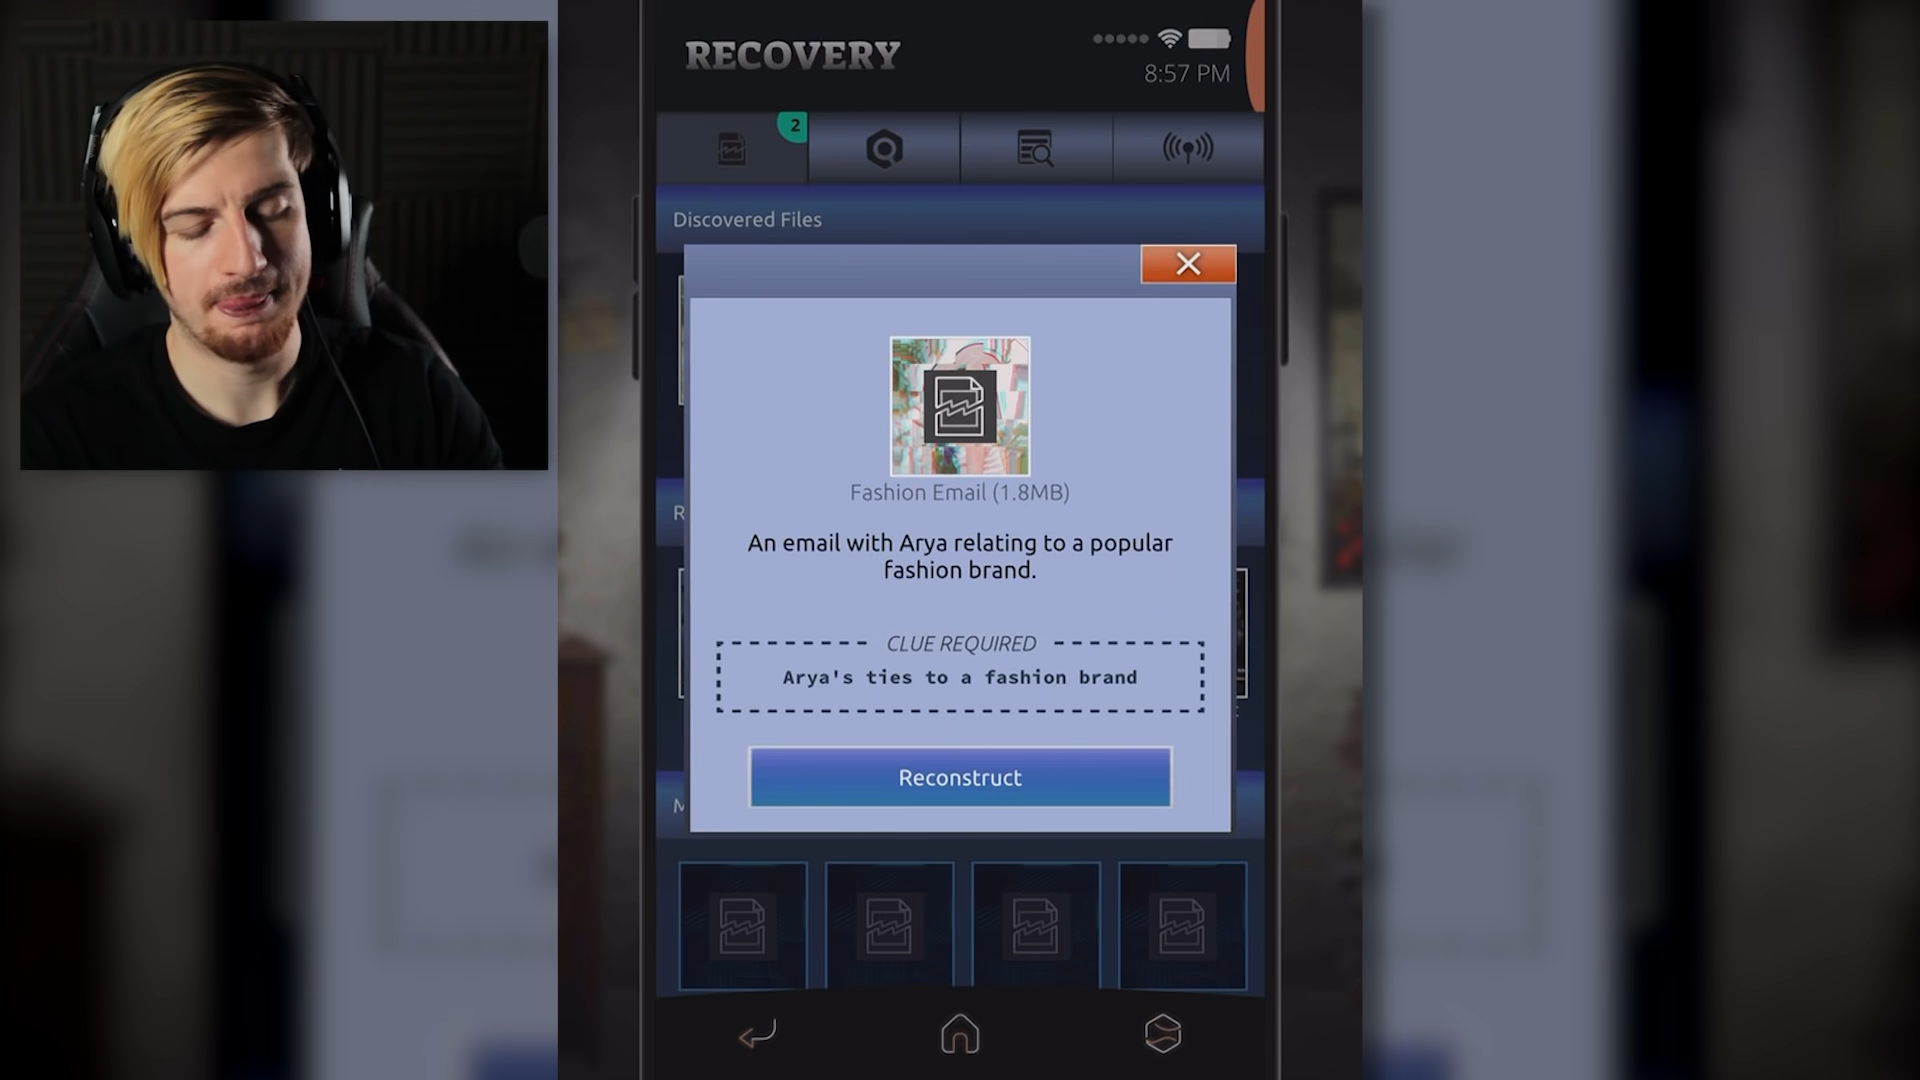 RECOVERY
8:57 PM
2
Discovered Files
R
Fashion Email (1.8MB)
An email with Arya relating to a popular
fashion brand.
CLUE REQUIRED
Arya's ties to a fashion brand
Reconstruct